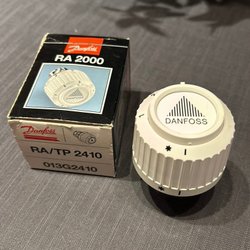 Danfoss
RA 2000
Danfoss
RA/TP 2410
013G2410
DANFOSS
I